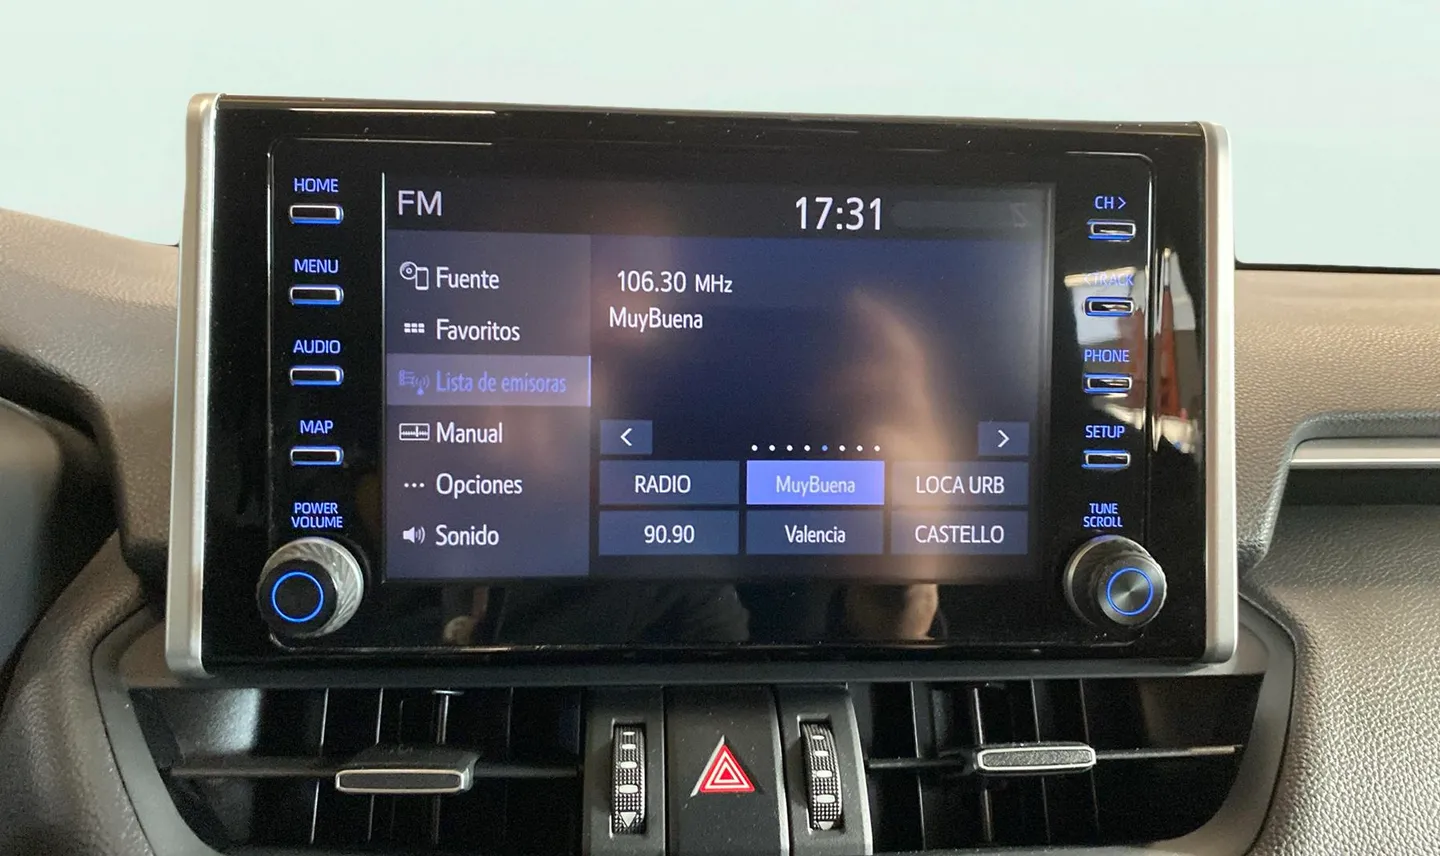 HOME
MENU
AUDIO
MAP
POWER
VOLUME
FM
17:31
Fuente
Favoritos
Lista de emisoras
Manual
Opciones
Sonido
106.30 MHz
MuyBuena
<
>
RADIO
MuyBuena
LOCA URB
90.90
Valencia
CASTELLO
CH >
< TRACK
PHONE
SETUP
TUNE
SCROLL